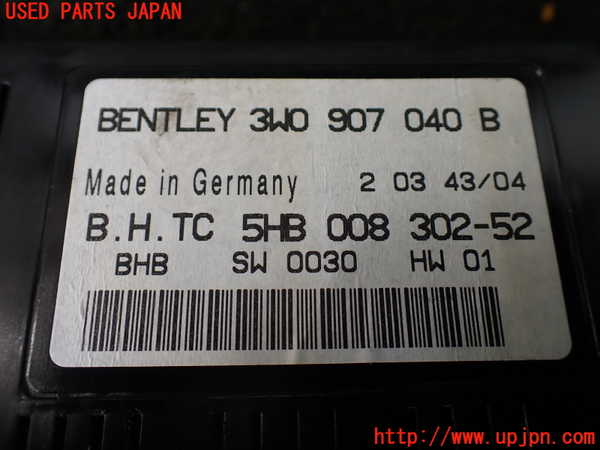 USED PARTS JAPAN
BENTLEY 3W0 907 040 B
Made in Germany 2 03 43/04
B.H.TC 5HB 008 302-52
BHB SW 0030 HW 01
http://www.upjpn.com